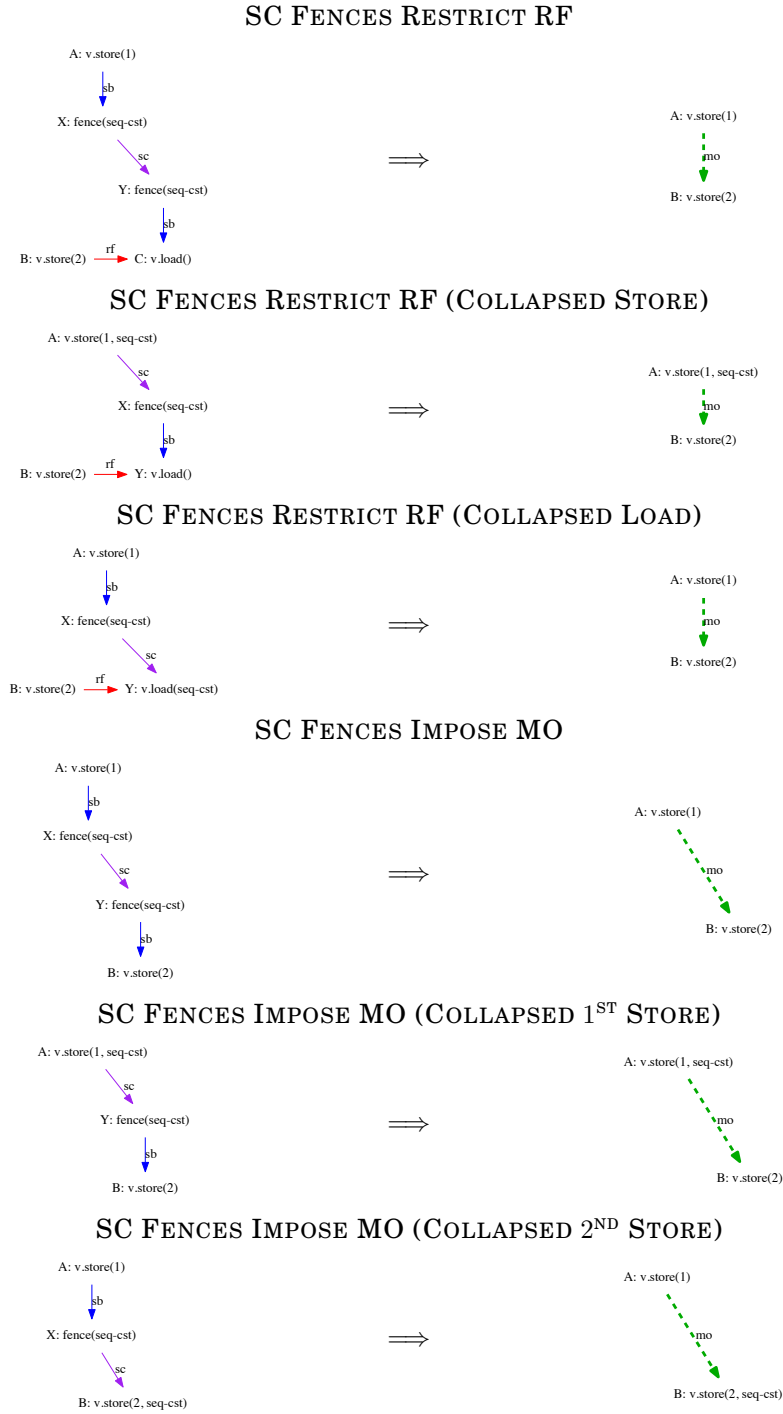 SC FENCES RESTRICT RF
A: v.store(1)
sb
X: fence(seq-cst)
sc
Y: fence(seq-cst)
sb
B: v.store(2) rf C: v.load()
⟹
A: v.store(1)
mo
B: v.store(2)
SC FENCES RESTRICT RF (COLLAPSED STORE)
A: v.store(1, seq-cst)
sc
X: fence(seq-cst)
sb
B: v.store(2) rf Y: v.load()
⟹
A: v.store(1, seq-cst)
mo
B: v.store(2)
SC FENCES RESTRICT RF (COLLAPSED LOAD)
A: v.store(1)
sb
X: fence(seq-cst)
sc
B: v.store(2) rf Y: v.load(seq-cst)
⟹
A: v.store(1)
mo
B: v.store(2)
SC FENCES IMPOSE MO
A: v.store(1)
sb
X: fence(seq-cst)
sc
Y: fence(seq-cst)
sb
B: v.store(2)
⟹
A: v.store(1)
mo
B: v.store(2)
SC FENCES IMPOSE MO (COLLAPSED 1ST STORE)
A: v.store(1, seq-cst)
sc
Y: fence(seq-cst)
sb
B: v.store(2)
⟹
A: v.store(1, seq-cst)
mo
B: v.store(2)
SC FENCES IMPOSE MO (COLLAPSED 2ND STORE)
A: v.store(1)
sb
X: fence(seq-cst)
sc
B: v.store(2, seq-cst)
⟹
A: v.store(1)
mo
B: v.store(2, seq-cst)